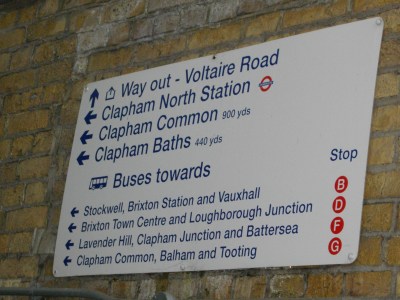 Way out - Voltaire Road
Clapham North Station
Clapham Common 900 yds
Clapham Baths 440 yds
Buses towards
Stop
Stockwell, Brixton Station and Vauxhall B
Brixton Town Centre and Loughborough Junction D
Lavender Hill, Clapham Junction and Battersea F
Clapham Common, Balham and Tooting G